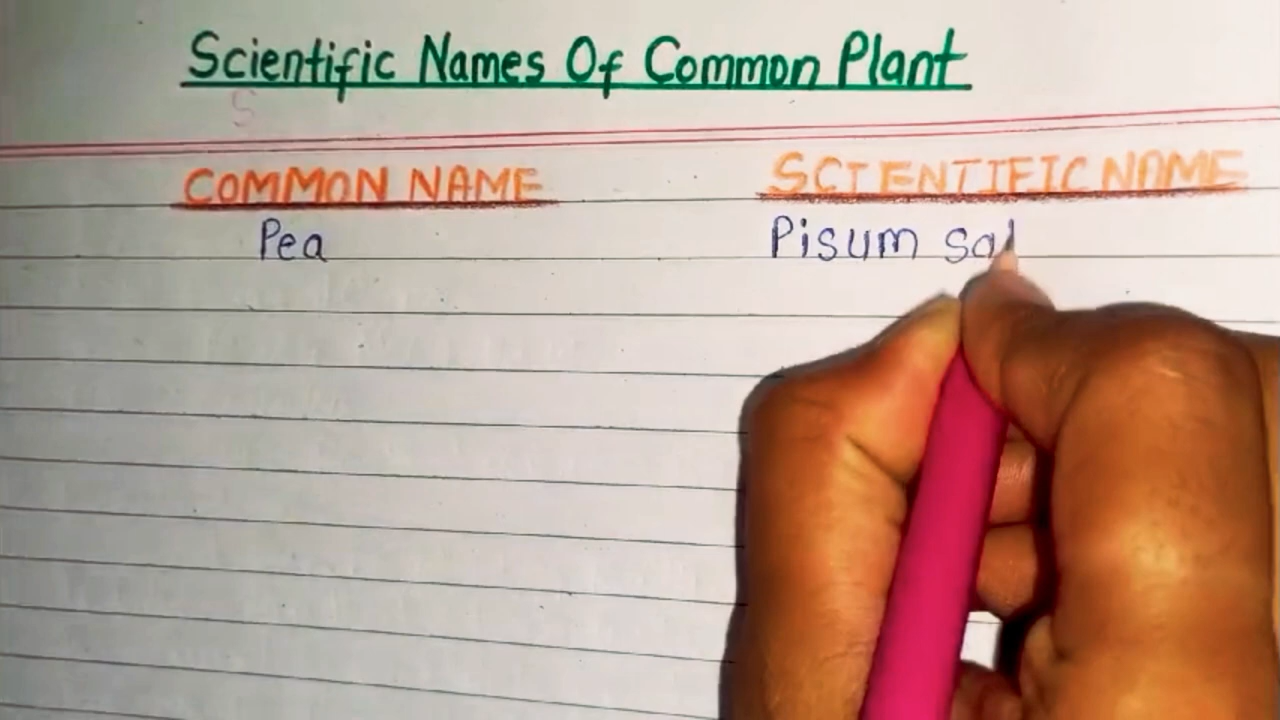 Scientific Names Of Common Plant
COMMON NAME SCIENTIFIC NAME
Pea Pisum sa